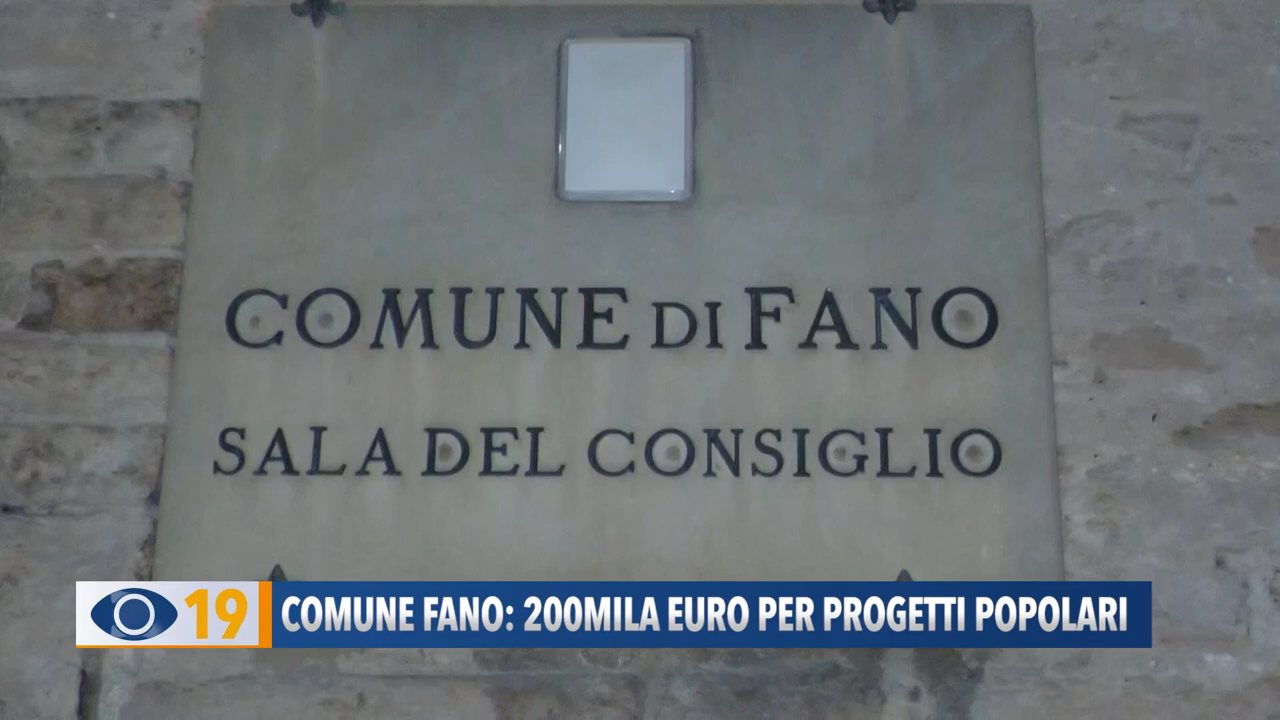 COMUNE DI FANO
SALA DEL CONSIGLIO
19
COMUNE FANO: 200MILA EURO PER PROGETTI POPOLARI